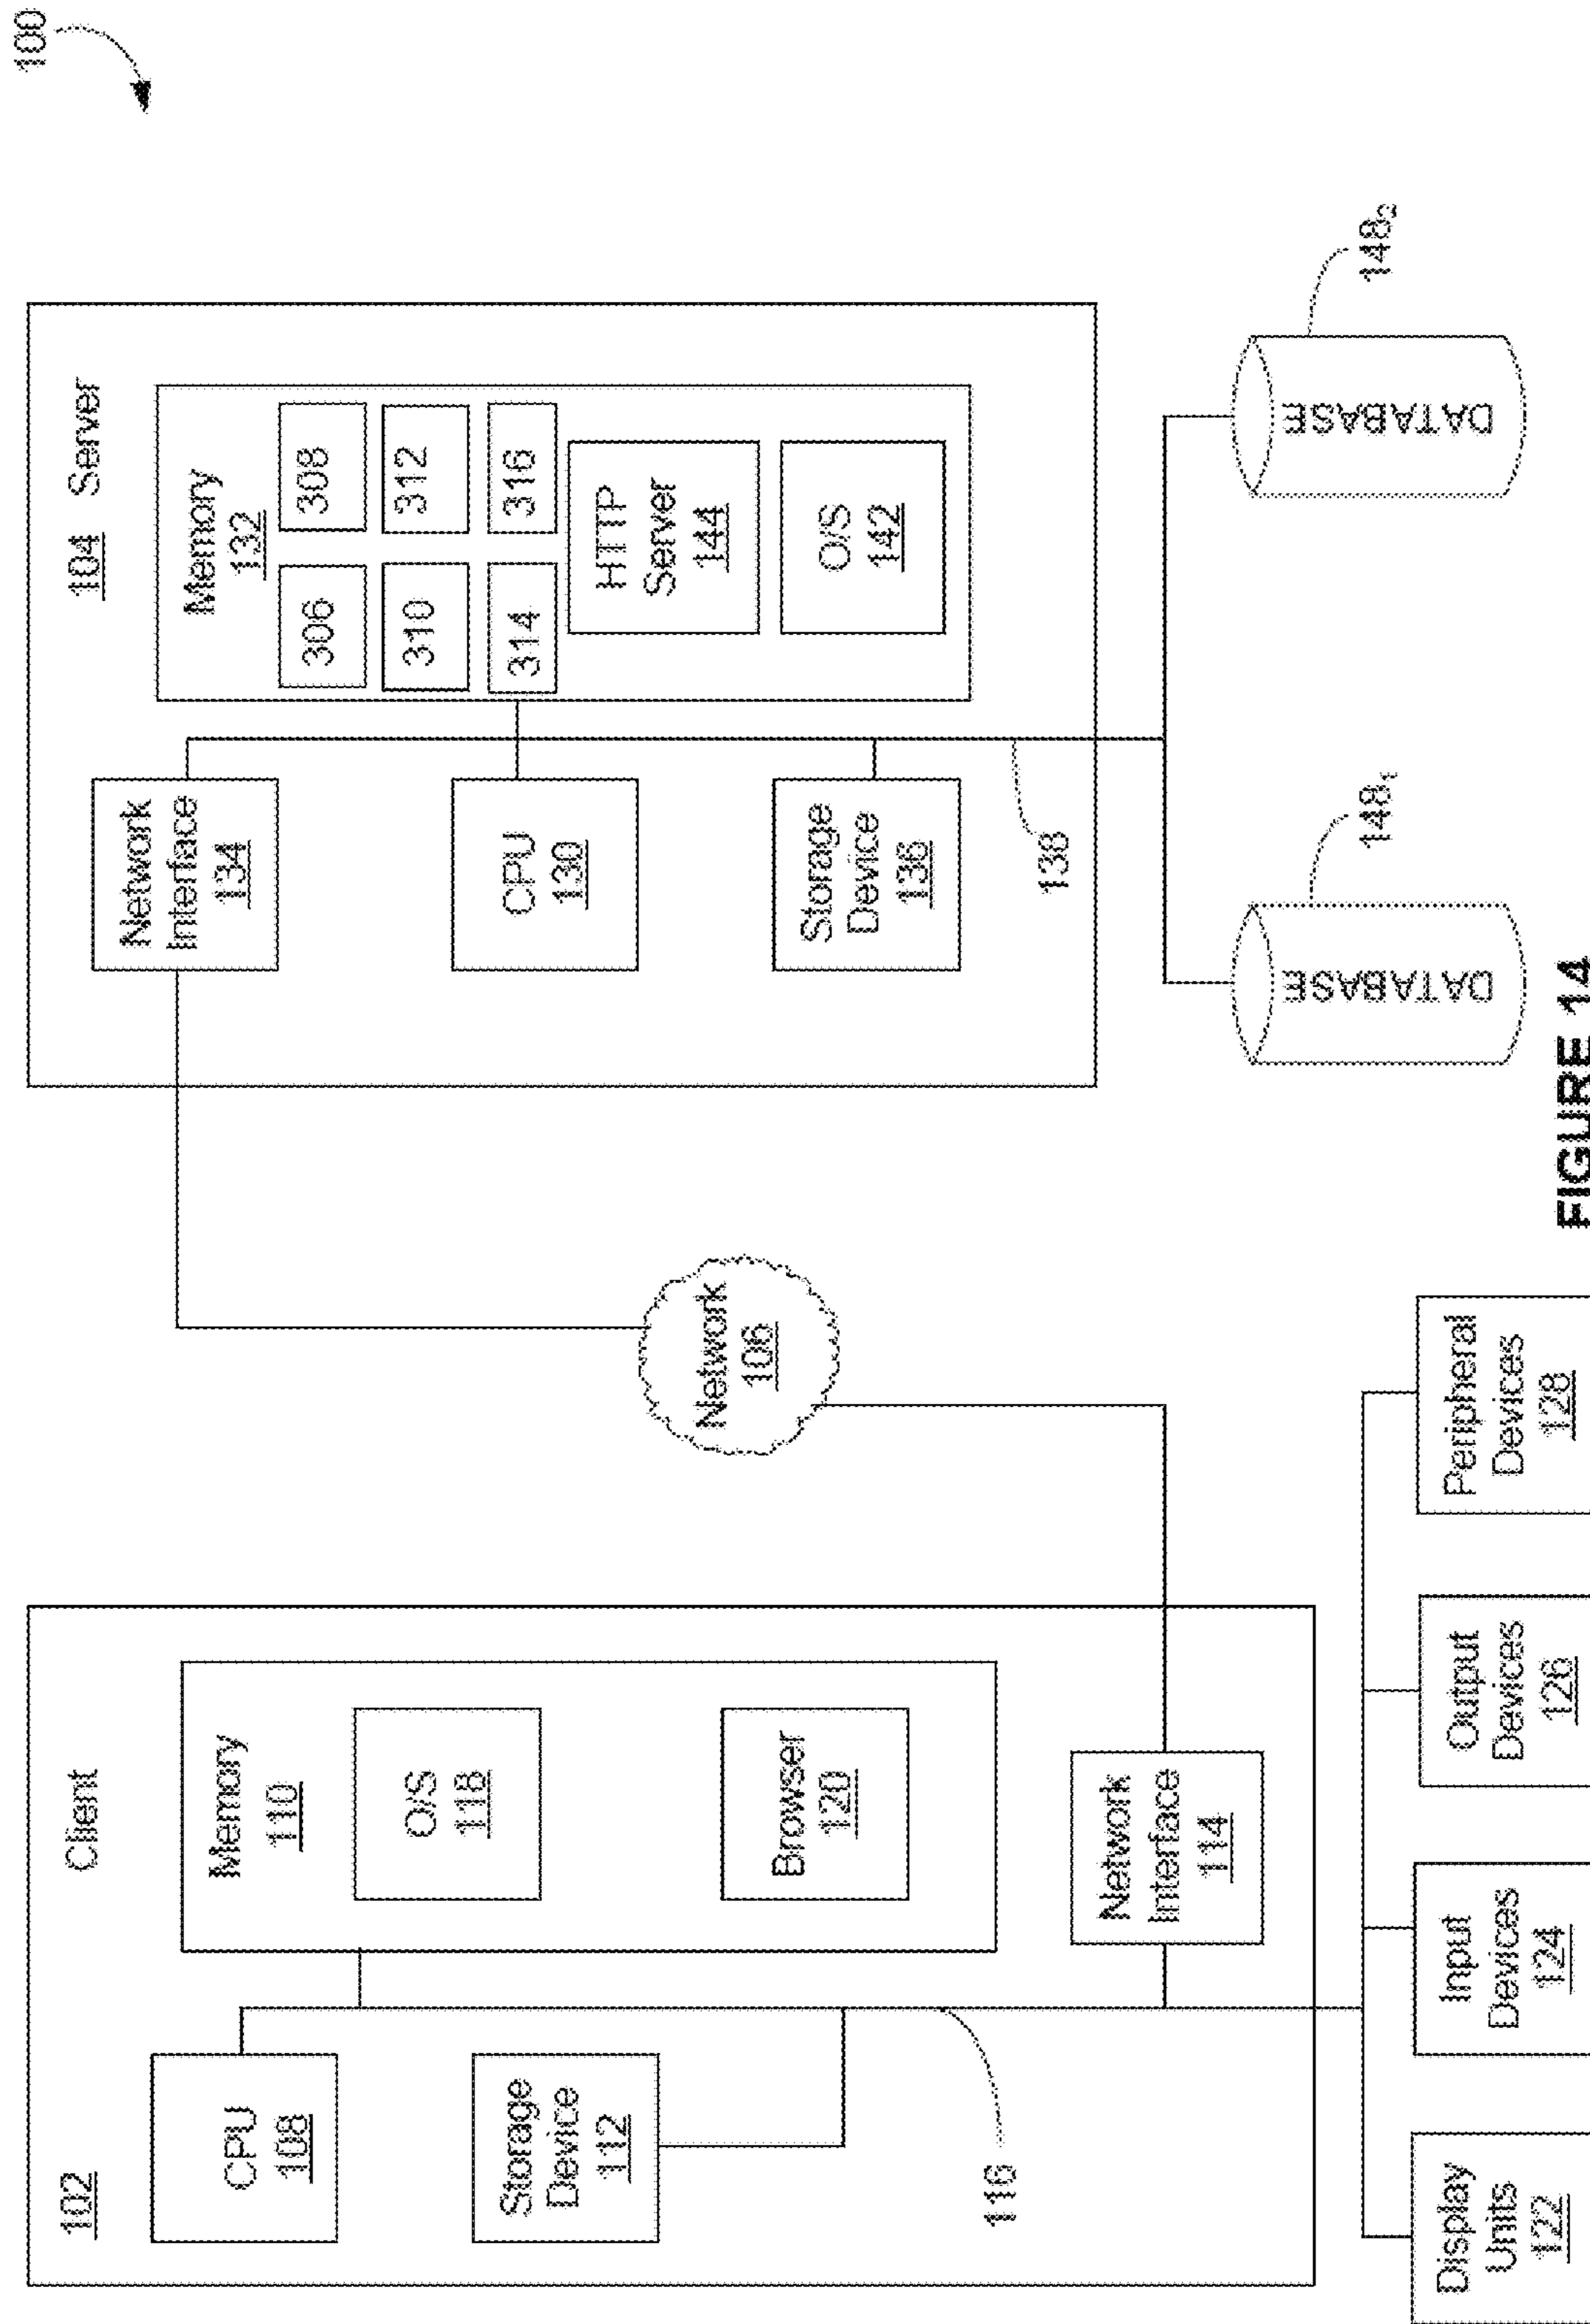 100
102
Client
CPU
108
Memory
110
O/S
118
Browser
120
Storage
Device
112
Network
Interface
114
116
Display
Units
122
Input
Devices
124
Output
Devices
126
Peripheral
Devices
128
Network
106
104 Server
Network
Interface
134
CPU
130
Storage
Device
136
138
Memory
132
306
308
310
312
314
316
HTTP
Server
144
O/S
142
DATABASE
148₁
DATABASE
148₂
FIGURE 14